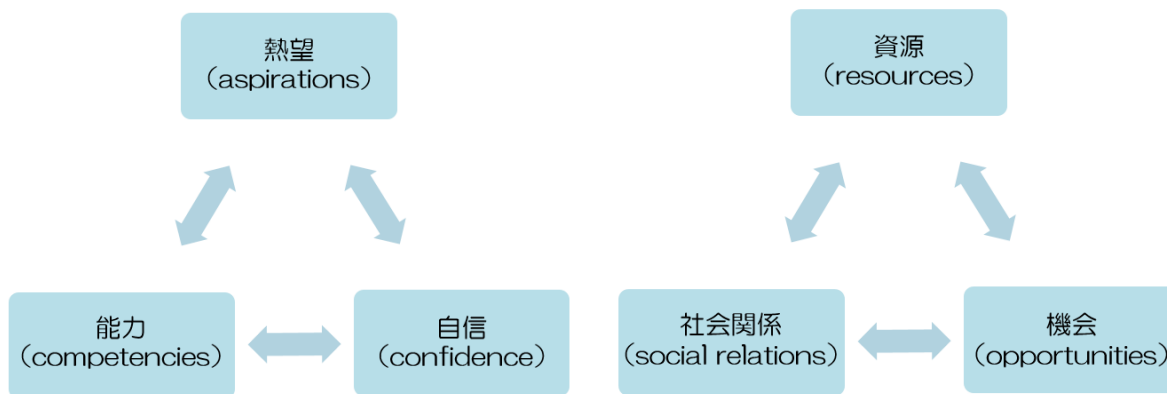 熱望
（aspirations）
能力
（competencies）
自信
（confidence）
資源
（resources）
社会関係
（social relations）
機会
（opportunities）